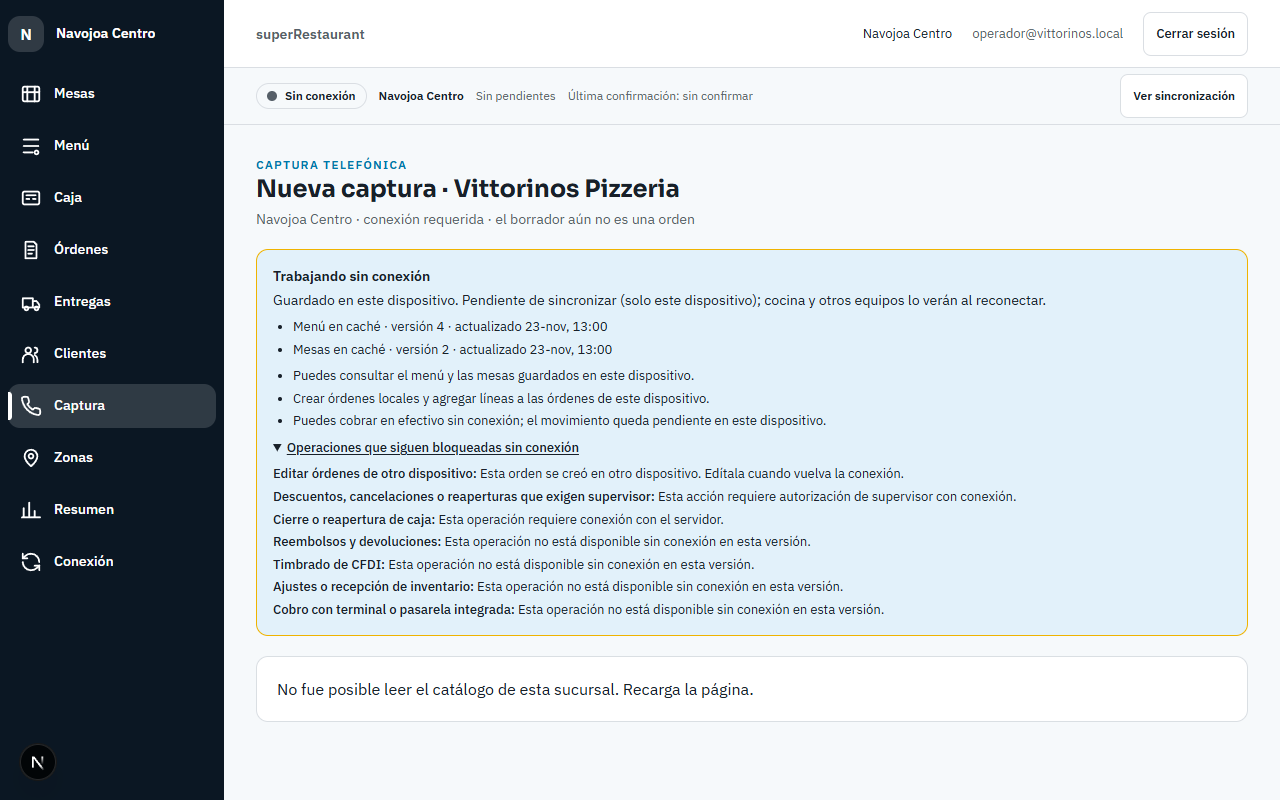 N
Navojoa Centro
Mesas
Menú
Caja
Órdenes
Entregas
Clientes
Captura
Zonas
Resumen
Conexión
N
superRestaurant
Navojoa Centro
operador@vittorinos.local
Cerrar sesión
Sin conexión
Navojoa Centro
Sin pendientes
Última confirmación: sin confirmar
Ver sincronización
CAPTURA TELEFÓNICA
Nueva captura · Vittorinos Pizzeria
Navojoa Centro · conexión requerida · el borrador aún no es una orden
Trabajando sin conexión
Guardado en este dispositivo. Pendiente de sincronizar (solo este dispositivo); cocina y otros equipos lo verán al reconectar.
• Menú en caché · versión 4 · actualizado 23-nov, 13:00
• Mesas en caché · versión 2 · actualizado 23-nov, 13:00
• Puedes consultar el menú y las mesas guardados en este dispositivo.
• Crear órdenes locales y agregar líneas a las órdenes de este dispositivo.
• Puedes cobrar en efectivo sin conexión; el movimiento queda pendiente en este dispositivo.
▼ Operaciones que siguen bloqueadas sin conexión
Editar órdenes de otro dispositivo: Esta orden se creó en otro dispositivo. Edítala cuando vuelva la conexión.
Descuentos, cancelaciones o reaperturas que exigen supervisor: Esta acción requiere autorización de supervisor con conexión.
Cierre o reapertura de caja: Esta operación requiere conexión con el servidor.
Reembolsos y devoluciones: Esta operación no está disponible sin conexión en esta versión.
Timbrado de CFDI: Esta operación no está disponible sin conexión en esta versión.
Ajustes o recepción de inventario: Esta operación no está disponible sin conexión en esta versión.
Cobro con terminal o pasarela integrada: Esta operación no está disponible sin conexión en esta versión.
No fue posible leer el catálogo de esta sucursal. Recarga la página.